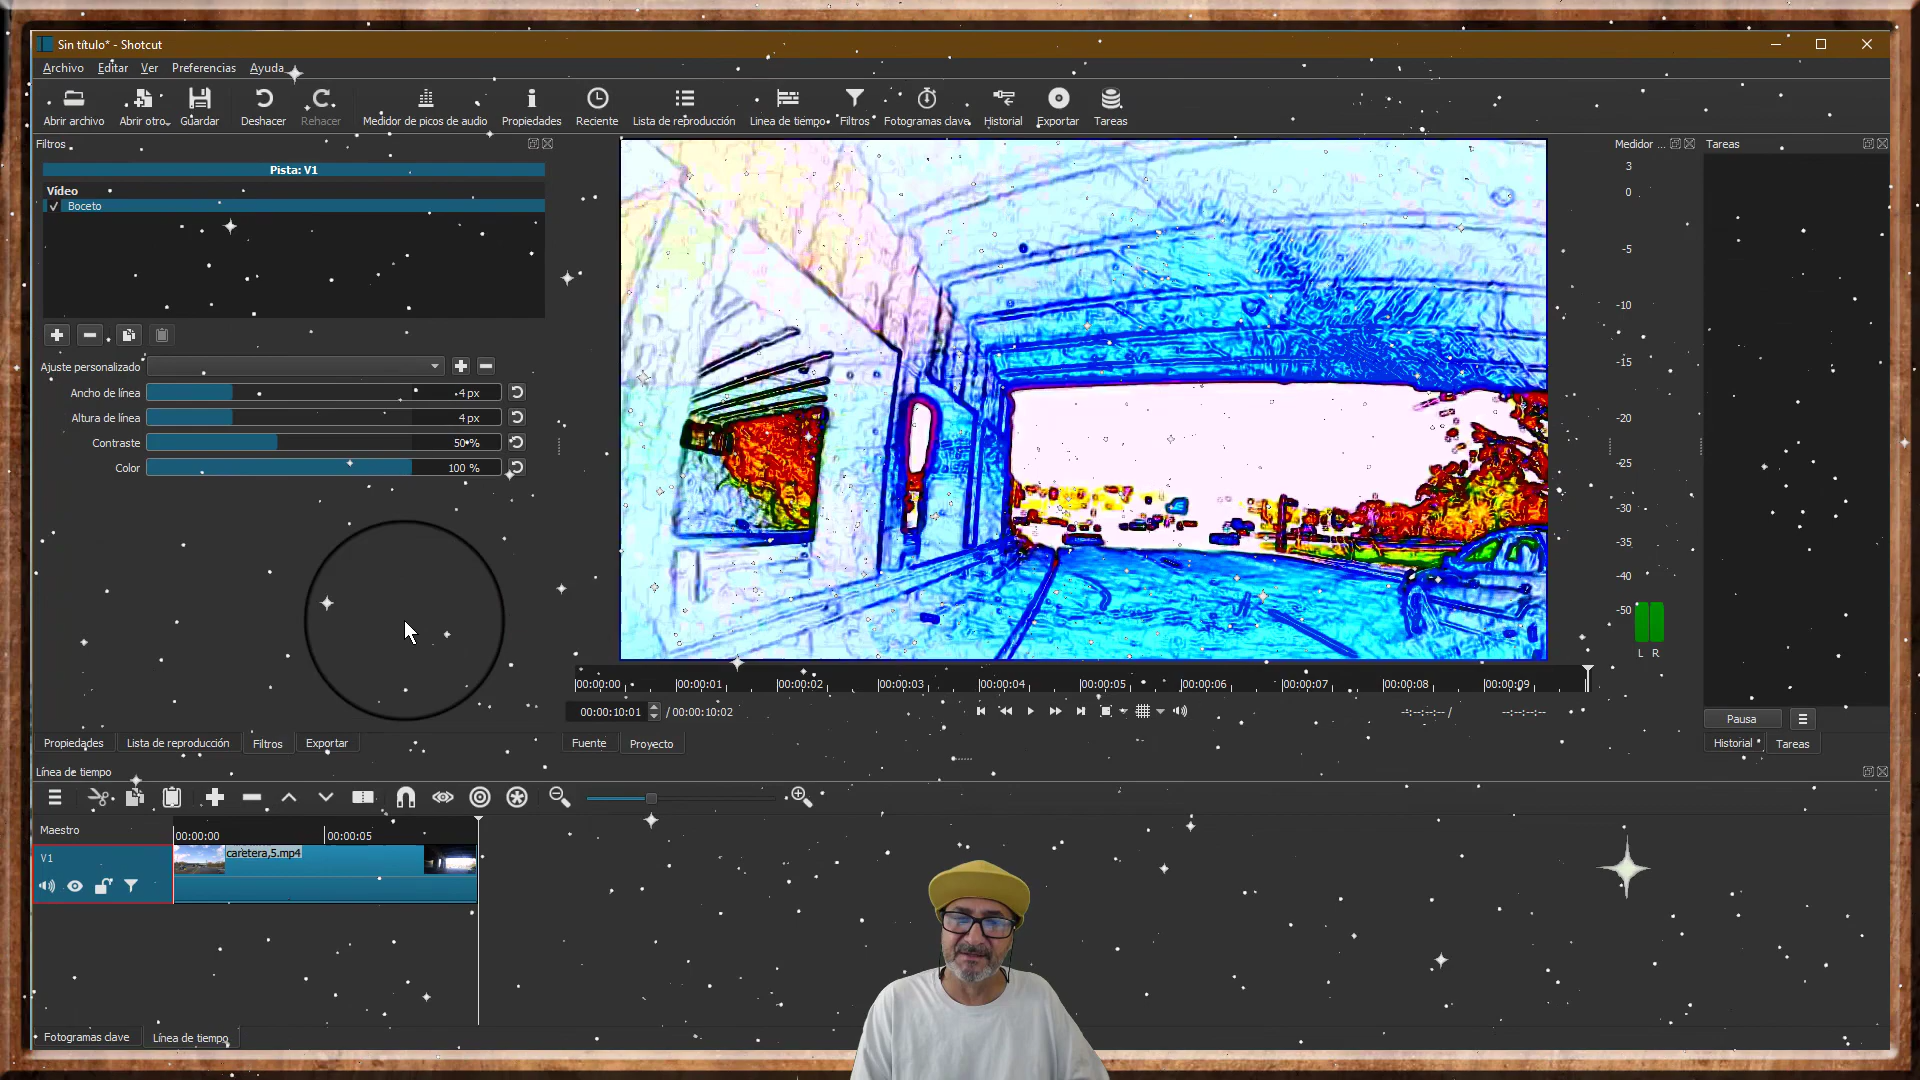 Sin título* - Shotcut
Archivo Editar Ver Preferencias Ayuda
Abrir archivo Abrir otro Guardar Deshacer Rehacer Medidor de picos de audio Propiedades Reciente Lista de reproducción Línea de tiempo Filtros Fotogramas clave Historial Exportar Tareas
Filtros
Pista: V1
Vídeo
Boceto
Ajuste personalizado
Ancho de línea 4 px
Altura de línea 4 px
Contraste 50 %
Color 100 %
Propiedades Lista de reproducción Filtros Exportar
00:00:00 00:00:01 00:00:02 00:00:03 00:00:04 00:00:05 00:00:06 00:00:07 00:00:08 00:00:09
00:00:10:01 / 00:00:10:02 --:--:--:-- / --:--:--:--
Fuente Proyecto
Medidor ...
3
0
-5
-10
-15
-20
-25
-30
-35
-40
-50
L R
Tareas
Pausa
Historial Tareas
Línea de tiempo
Maestro
00:00:00 00:00:05
V1
caretera,5.mp4
Fotogramas clave Línea de tiempo